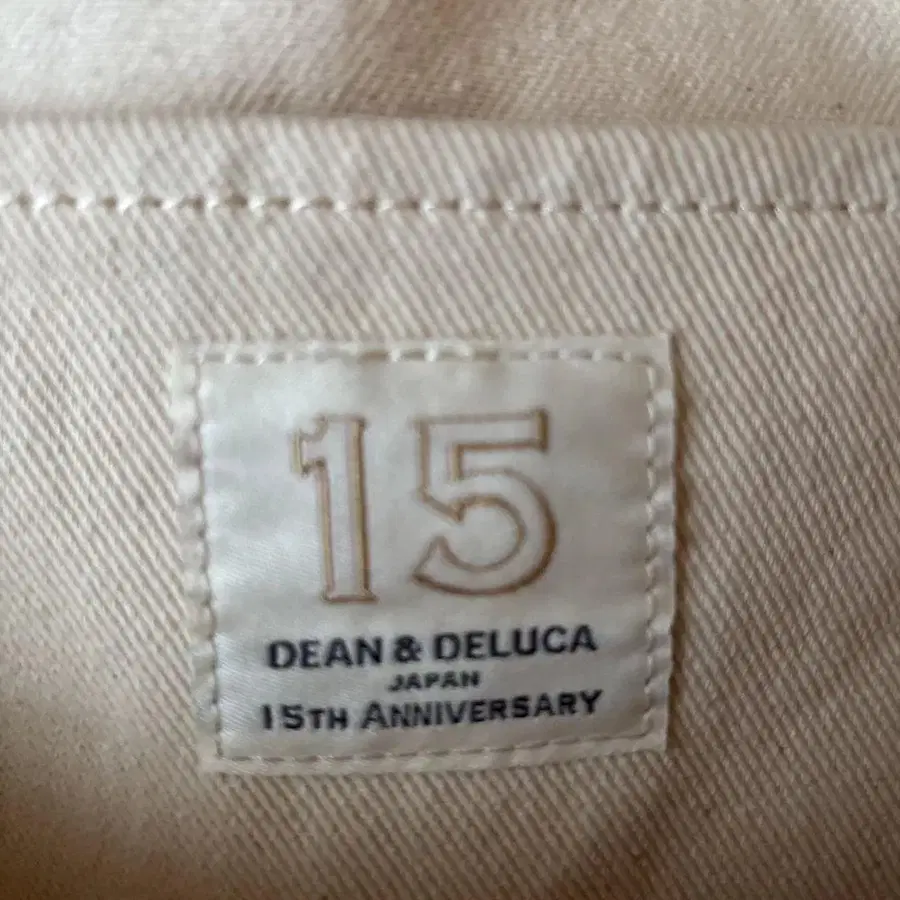 15
DEAN & DELUCA
JAPAN
15TH ANNIVERSARY